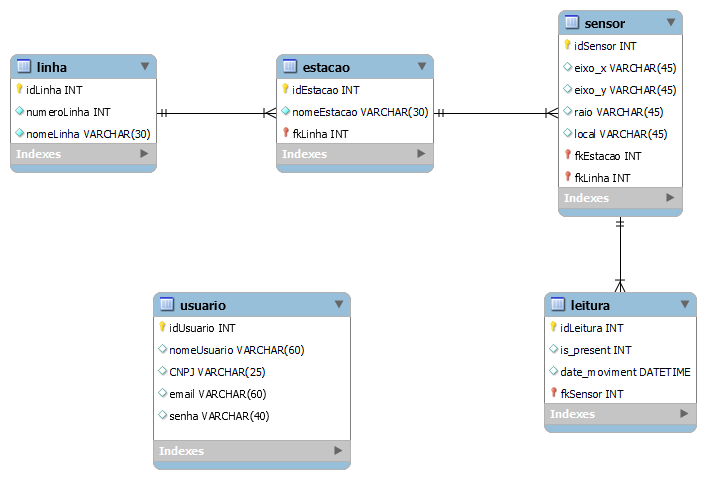 linha
idLinha INT
numeroLinha INT
nomeLinha VARCHAR(30)
Indexes
estacao
idEstacao INT
nomeEstacao VARCHAR(30)
fkLinha INT
Indexes
sensor
idSensor INT
eixo_x VARCHAR(45)
eixo_y VARCHAR(45)
raio VARCHAR(45)
local VARCHAR(45)
fkEstacao INT
fkLinha INT
Indexes
usuario
idUsuario INT
nomeUsuario VARCHAR(60)
CNPJ VARCHAR(25)
email VARCHAR(60)
senha VARCHAR(40)
Indexes
leitura
idLeitura INT
is_present INT
date_moviment DATETIME
fkSensor INT
Indexes